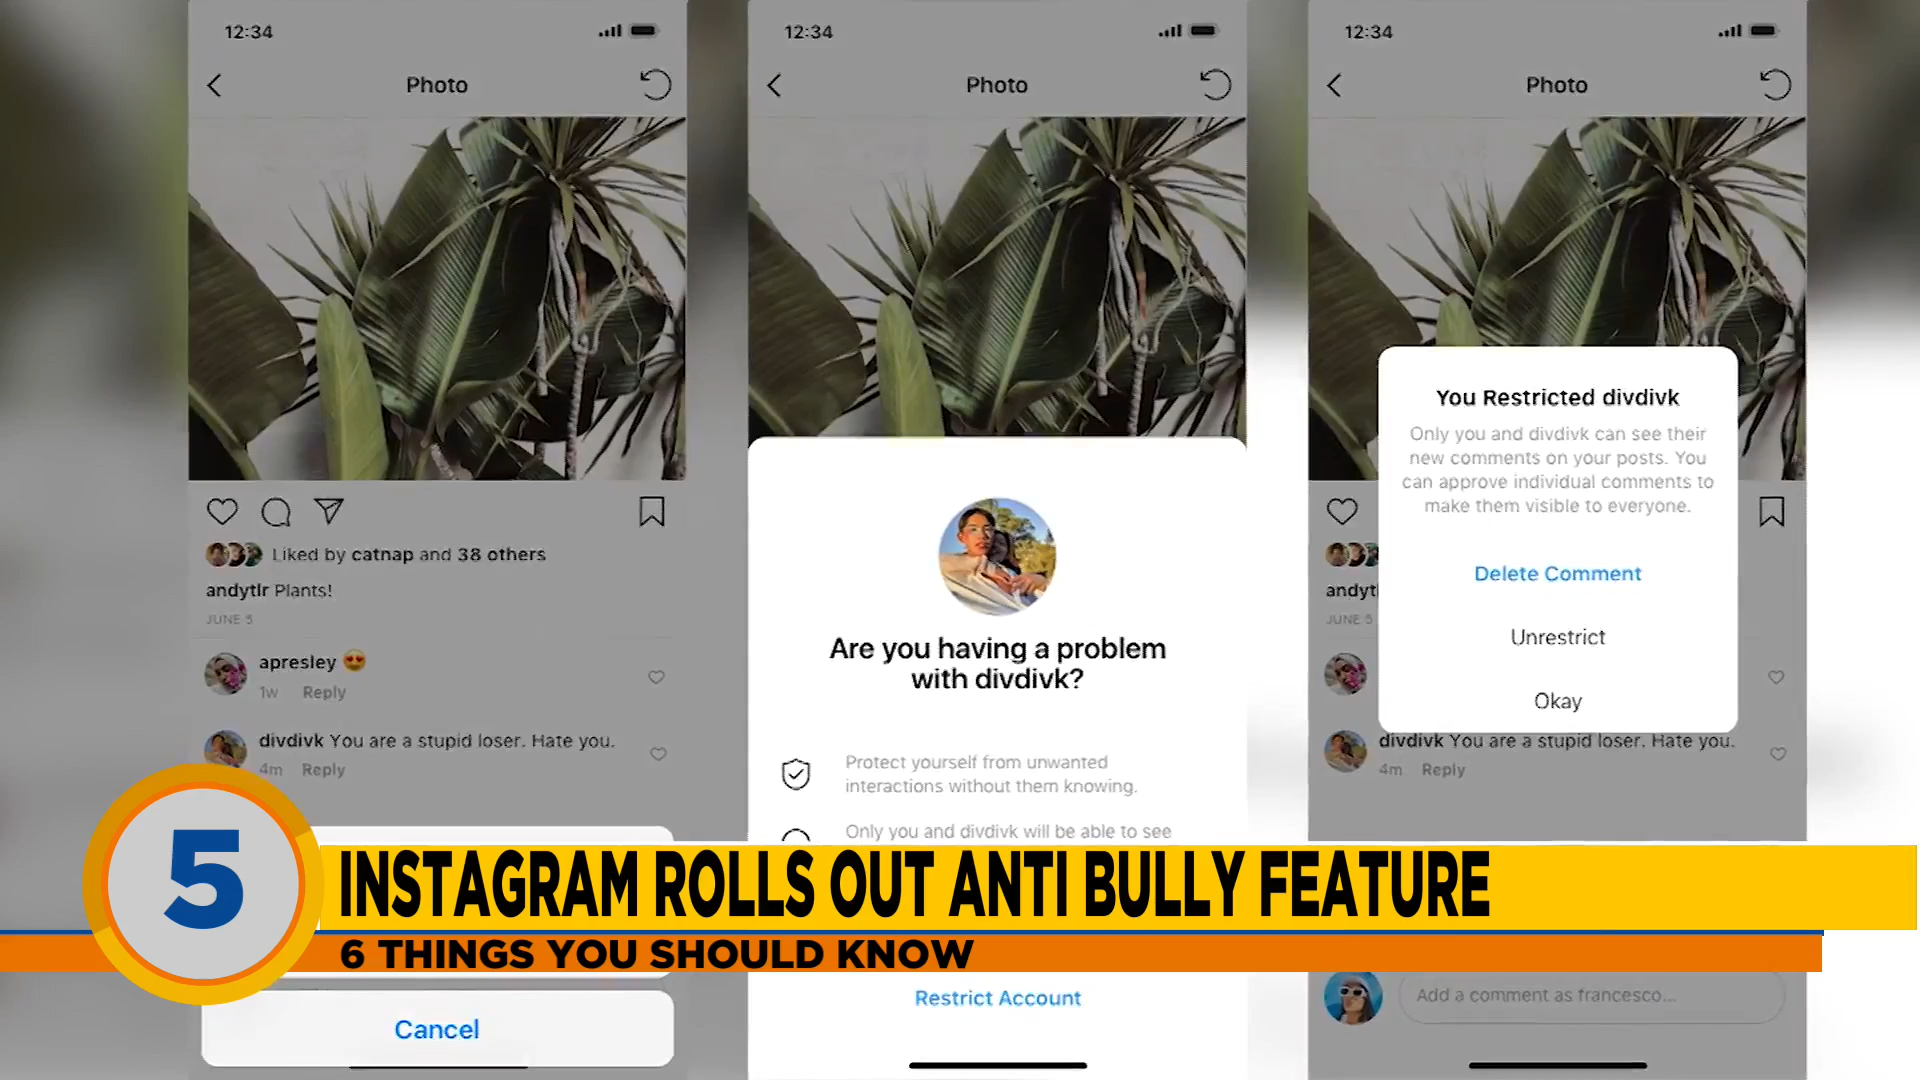 12:34
Photo
Liked by catnap and 38 others
andytlr Plants!
JUNE 5
apresley 😍
1w Reply
divdivk You are a stupid loser. Hate you.
4m Reply
Cancel
12:34
Photo
Are you having a problem
with divdivk?
Protect yourself from unwanted
interactions without them knowing.
Only you and divdivk will be able to see
Restrict Account
12:34
Photo
You Restricted divdivk
Only you and divdivk can see their
new comments on your posts. You
can approve individual comments to
make them visible to everyone.
Delete Comment
Unrestrict
Okay
andytl
JUNE 5
divdivk You are a stupid loser. Hate you.
4m Reply
Add a comment as francesco...
5
INSTAGRAM ROLLS OUT ANTI BULLY FEATURE
6 THINGS YOU SHOULD KNOW